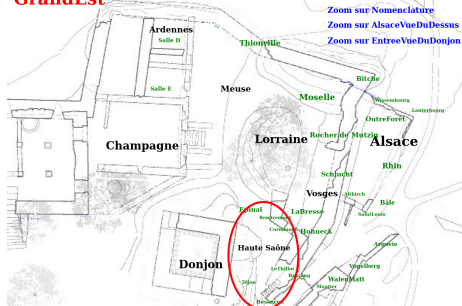 GrandEst
Zoom sur Nomenclature
Zoom sur AlsaceVueDuDessus
Zoom sur EntreeVueDuDonjon
Ardennes
Salle D
Thionville
Bitche
Salle E
Meuse
Moselle
Wissembourg
Lauterbourg
OutreForet
Champagne
Lorraine
Rocher de Mutzig
Alsace
Rhin
Schlucht
Vosges
Altkirch
Bâle
Epinal
LaBresse
SaintLouis
Remiremont
Cornimont
Hohneck
Haute Saône
Argovie
Donjon
LeThillot
Vogelberg
Dijon
WalenMatt
Moutier
Besançon